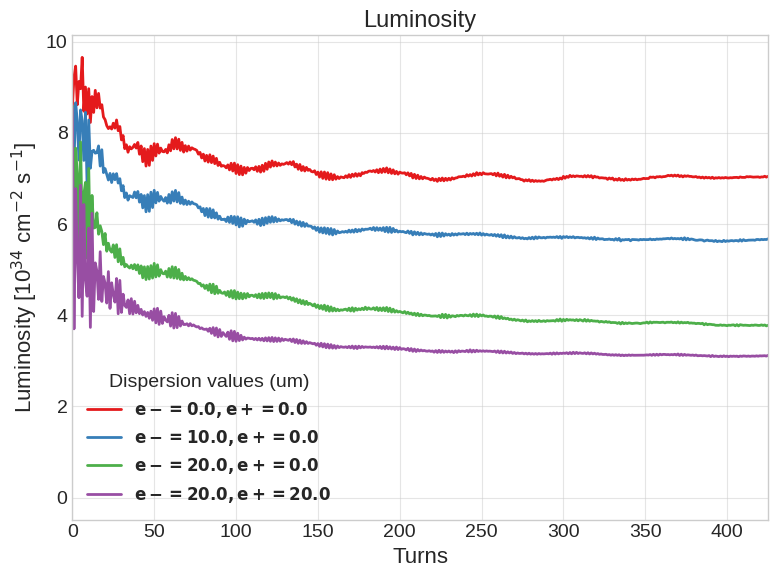 Luminosity
Luminosity [10³⁴ cm⁻² s⁻¹]
10
8
6
4
2
0
Dispersion values (um)
e− = 0.0, e+ = 0.0
e− = 10.0, e+ = 0.0
e− = 20.0, e+ = 0.0
e− = 20.0, e+ = 20.0
0 50 100 150 200 250 300 350 400
Turns